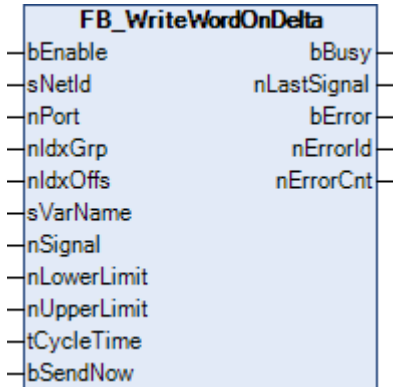 FB_WriteWordOnDelta
bEnable bBusy
sNetId nLastSignal
nPort bError
nIdxGrp nErrorId
nIdxOffs nErrorCnt
sVarName
nSignal
nLowerLimit
nUpperLimit
tCycleTime
bSendNow